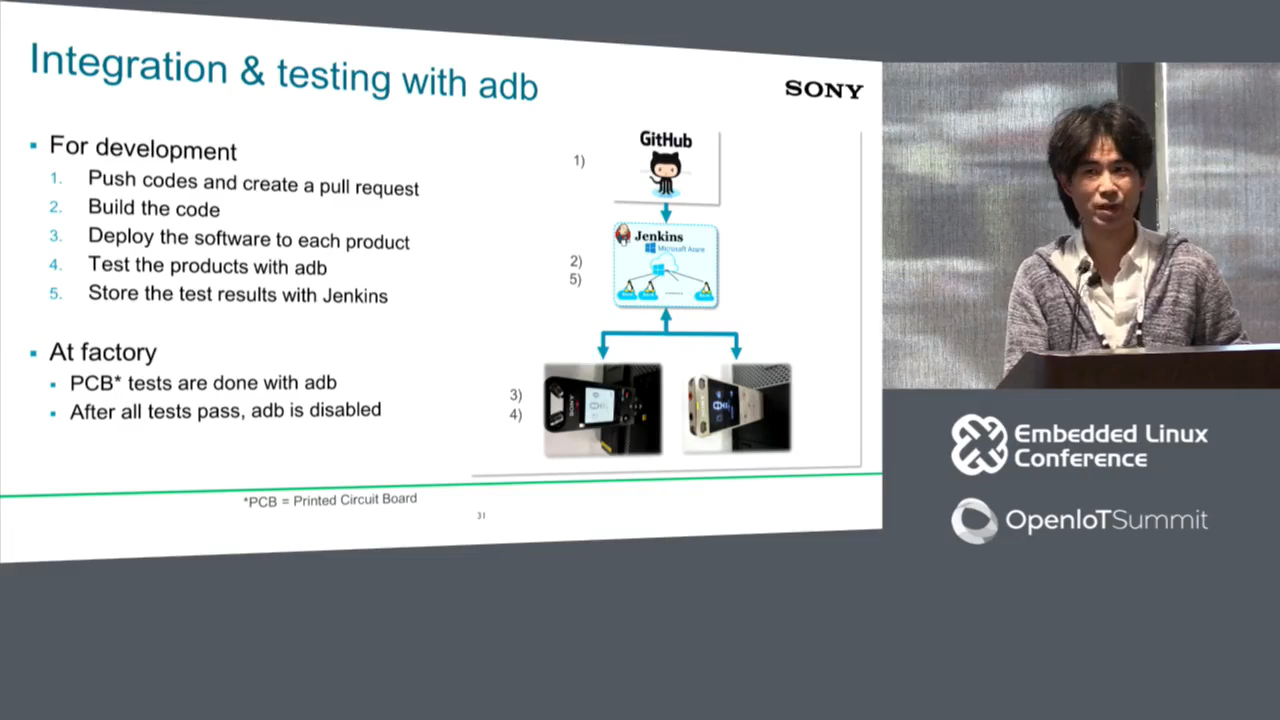 Integration & testing with adb
SONY
▪ For development
1. Push codes and create a pull request
2. Build the code
3. Deploy the software to each product
4. Test the products with adb
5. Store the test results with Jenkins
▪ At factory
▪ PCB* tests are done with adb
▪ After all tests pass, adb is disabled
1)
GitHub
Jenkins
Microsoft Azure
2)
5)
3)
4)
SONY
SONY
*PCB = Printed Circuit Board
31
Embedded Linux
Conference
OpenIoTSummit